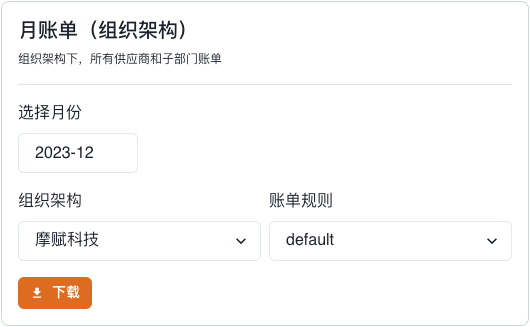 月账单（组织架构）
组织架构下，所有供应商和子部门账单
选择月份
2023-12
组织架构
账单规则
摩赋科技
default
下载